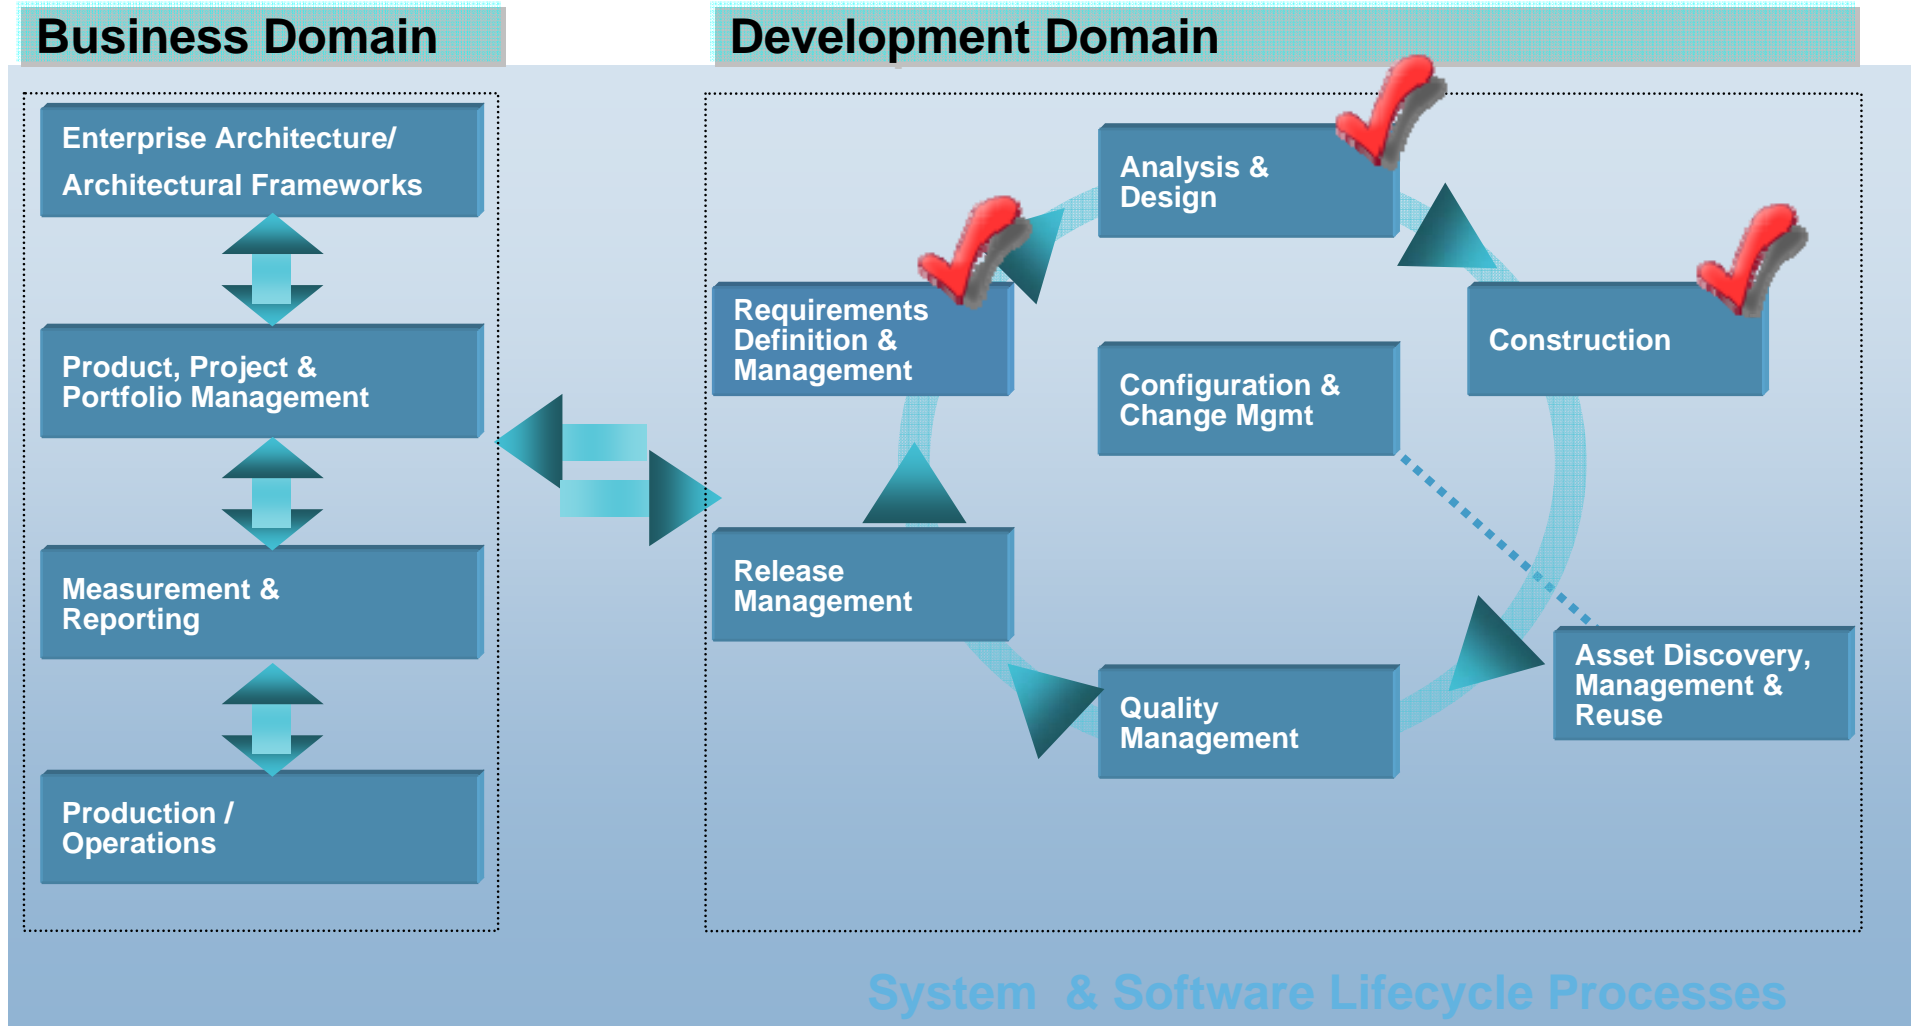 Business Domain
Development Domain
Enterprise Architecture/
Architectural Frameworks
Product, Project &
Portfolio Management
Measurement &
Reporting
Production /
Operations
Analysis &
Design
Requirements
Definition &
Management
Construction
Configuration &
Change Mgmt
Release
Management
Quality
Management
Asset Discovery,
Management &
Reuse
System & Software Lifecycle Processes